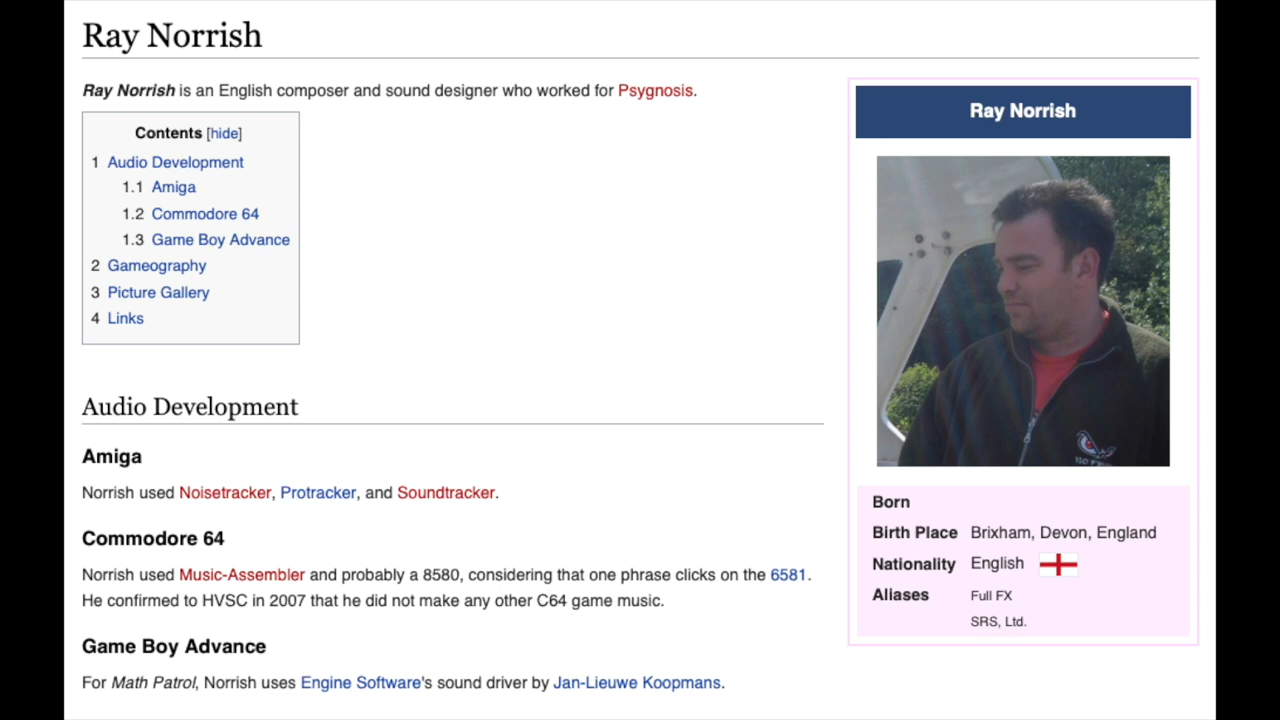 Ray Norrish
Ray Norrish is an English composer and sound designer who worked for Psygnosis.
Contents [hide]
1 Audio Development
1.1 Amiga
1.2 Commodore 64
1.3 Game Boy Advance
2 Gameography
3 Picture Gallery
4 Links
Audio Development
Amiga
Norrish used Noisetracker, Protracker, and Soundtracker.
Commodore 64
Norrish used Music-Assembler and probably a 8580, considering that one phrase clicks on the 6581.
He confirmed to HVSC in 2007 that he did not make any other C64 game music.
Game Boy Advance
For Math Patrol, Norrish uses Engine Software's sound driver by Jan-Lieuwe Koopmans.
Ray Norrish
Born
Birth Place Brixham, Devon, England
Nationality English
Aliases Full FX
SRS, Ltd.